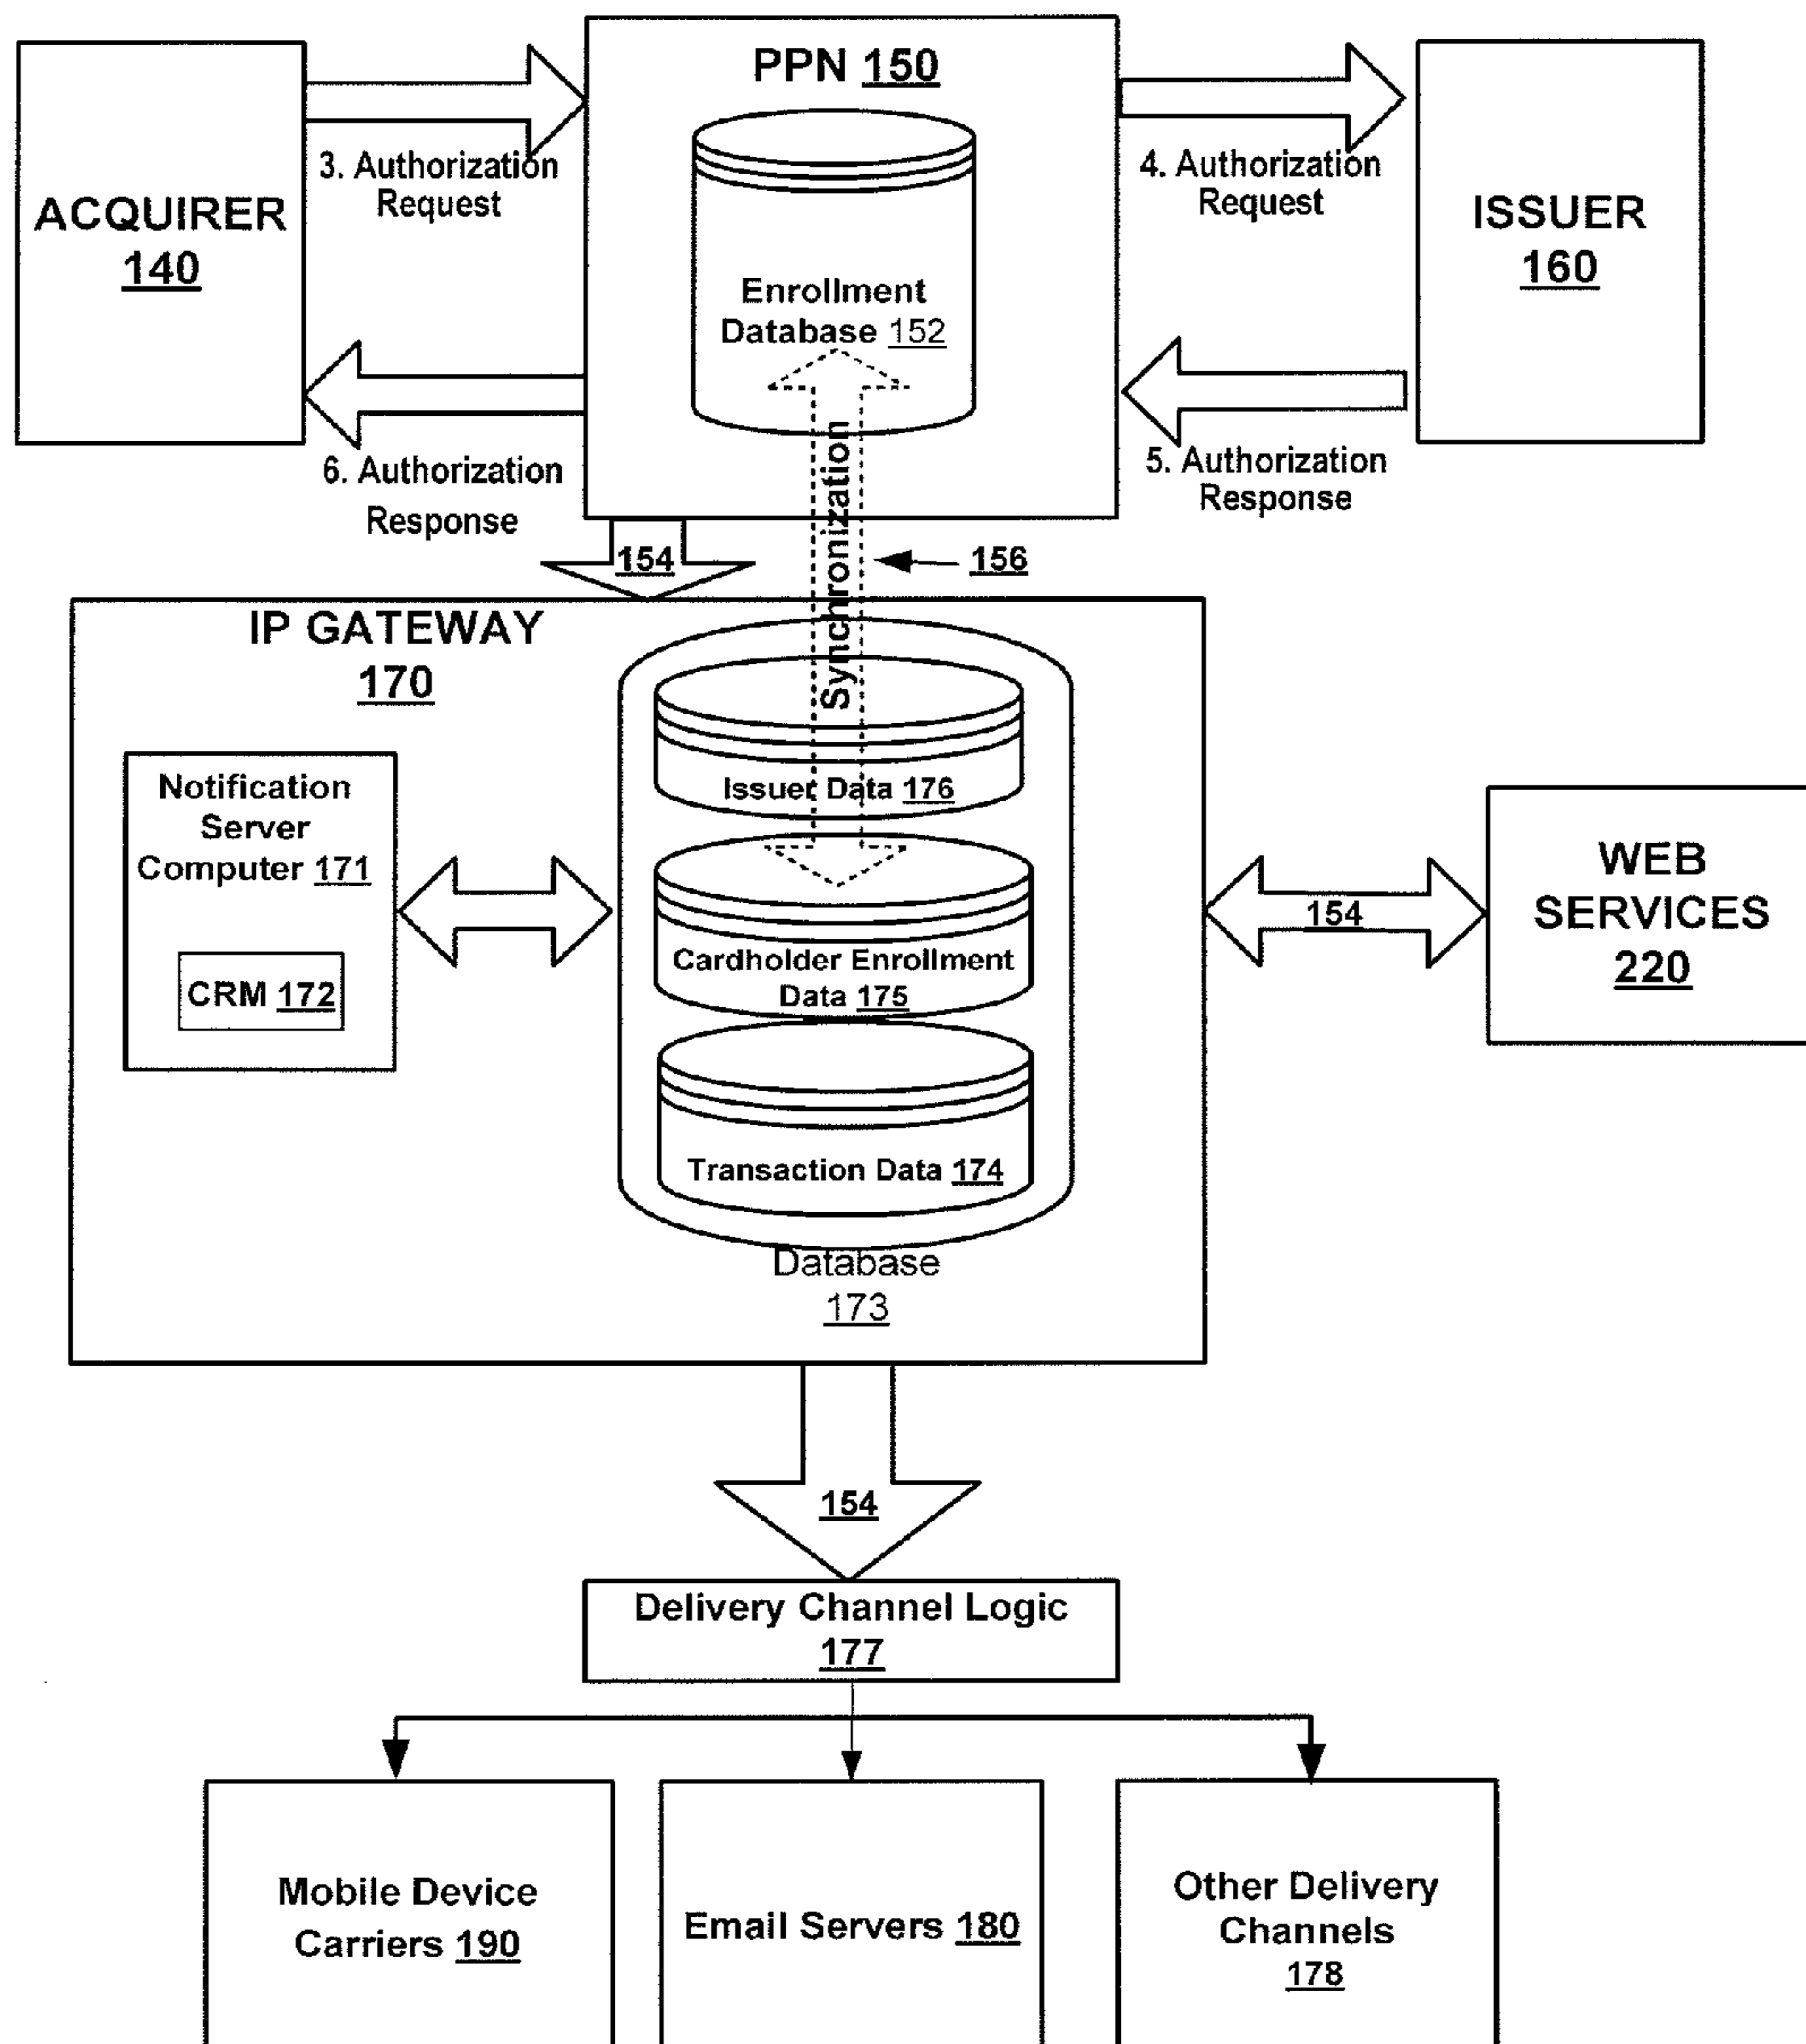 PPN 150
3. Authorization
Request
4. Authorization
Request
ACQUIRER
140
ISSUER
160
Enrollment
Database 152
6. Authorization
Response
5. Authorization
Response
Synchronization
154
156
IP GATEWAY
170
Notification
Server
Computer 171
CRM 172
Issuer Data 176
Cardholder Enrollment
Data 175
Transaction Data 174
Database
173
154
WEB
SERVICES
220
154
Delivery Channel Logic
177
Mobile Device
Carriers 190
Email Servers 180
Other Delivery
Channels
178